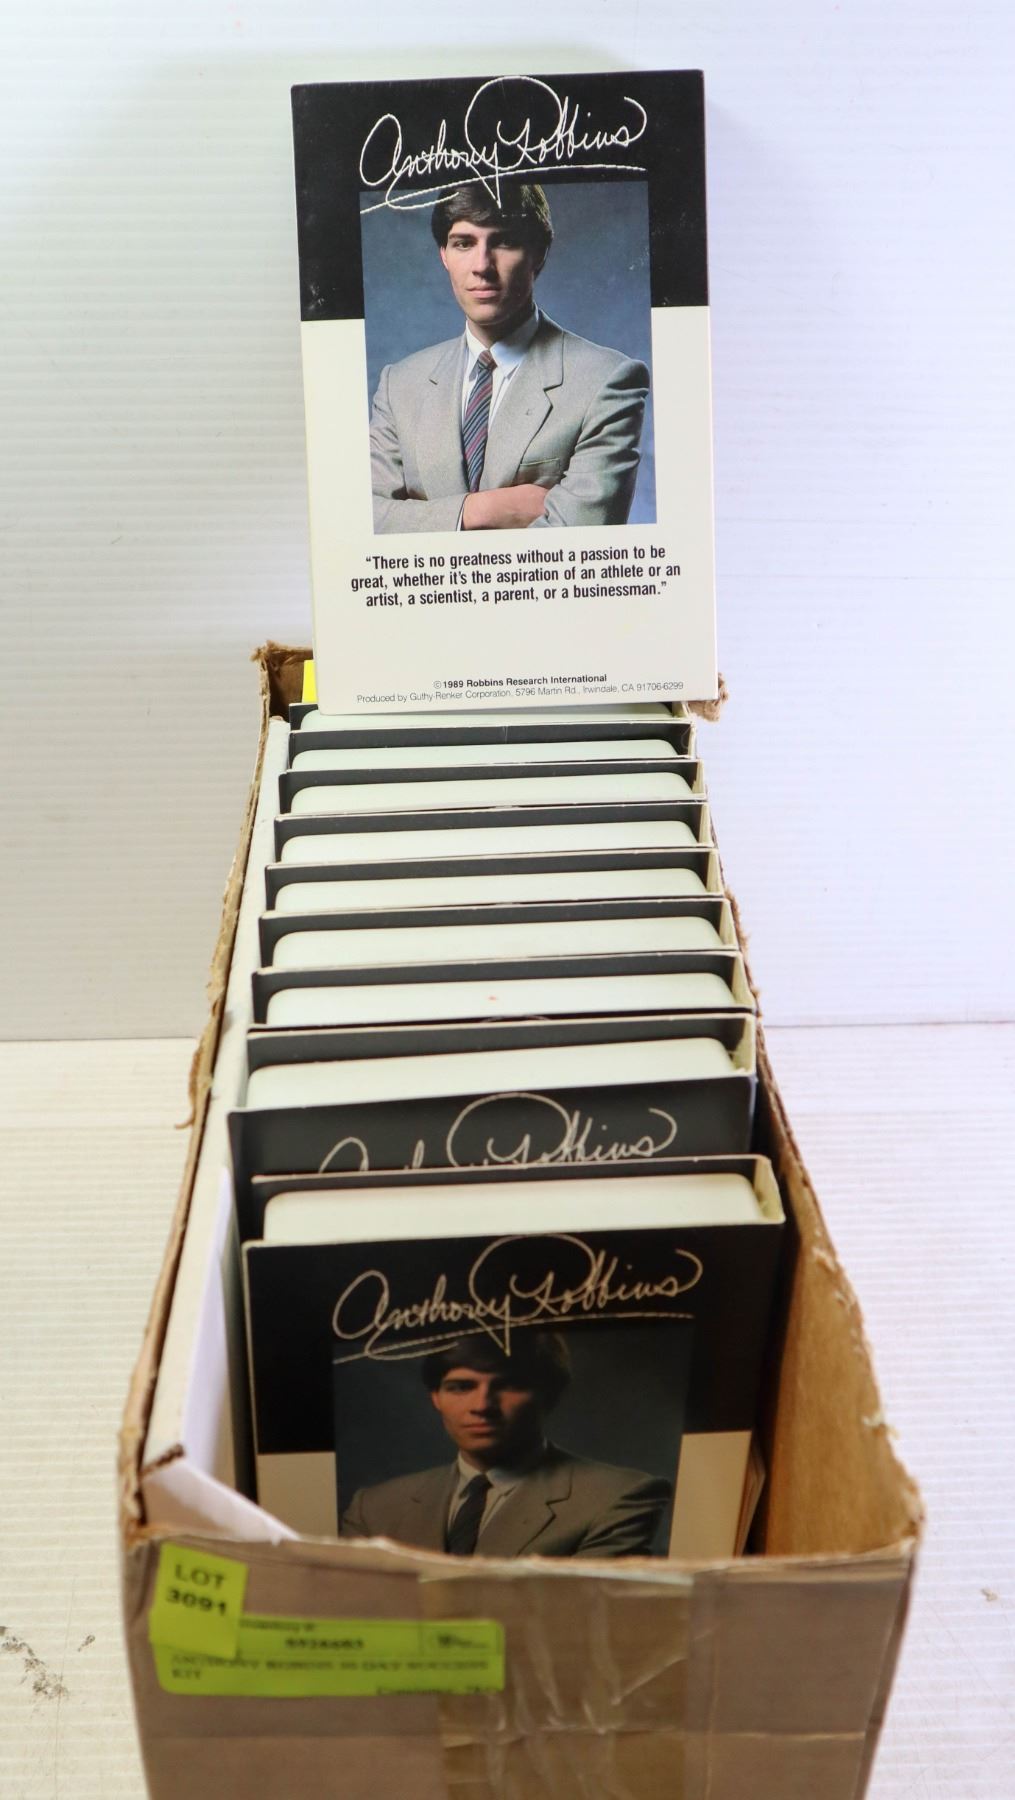 Anthony Robbins
“There is no greatness without a passion to be
great, whether it’s the aspiration of an athlete or an
artist, a scientist, a parent, or a businessman.”
©1989 Robbins Research International
Produced by Guthy-Renker Corporation, 5796 Martin Rd., Irwindale, CA 91706-6299
Robbins
Anthony Robbins
LOT
3091
KIT